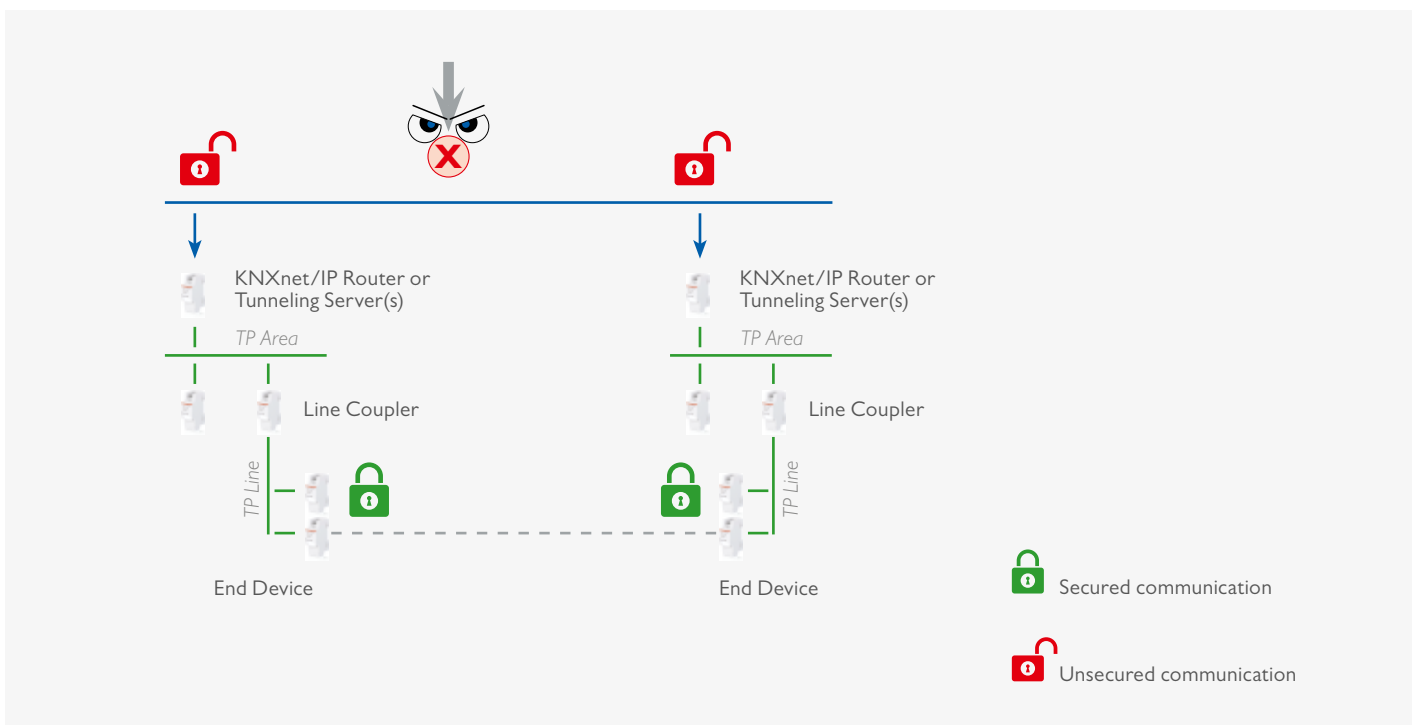 X
KNXnet/IP Router or
Tunneling Server(s)
KNXnet/IP Router or
Tunneling Server(s)
TP Area
TP Area
Line Coupler
Line Coupler
TP Line
TP Line
End Device
End Device
Secured communication
Unsecured communication